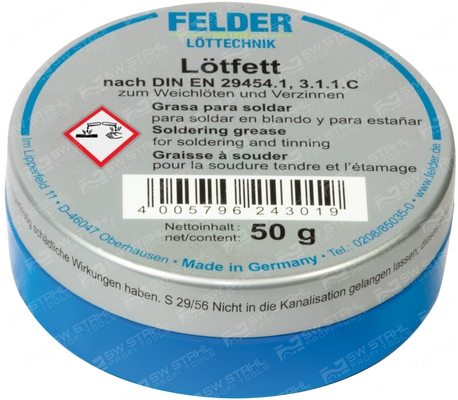 FELDER
LÖTTECHNIK
Lötfett
nach DIN EN 29454.1, 3.1.1.C
zum Weichlöten und Verzinnen
Grasa para soldar
para soldar en blando y para estañar
Soldering grease
for soldering and tinning
Graisse à souder
pour la soudure tendre et l'étamage
4 005796 243019
Nettoinhalt:
net/content: 50 g
Im Lipperfeld 11 • D-46047 Oberhausen • Made in Germany • Tel.: 0208/85035-0 • www.felder.de
schädliche Wirkungen haben. S 29/56 Nicht in die Kanalisation gelangen lassen;
SW STAHL
PROFI TOOLS